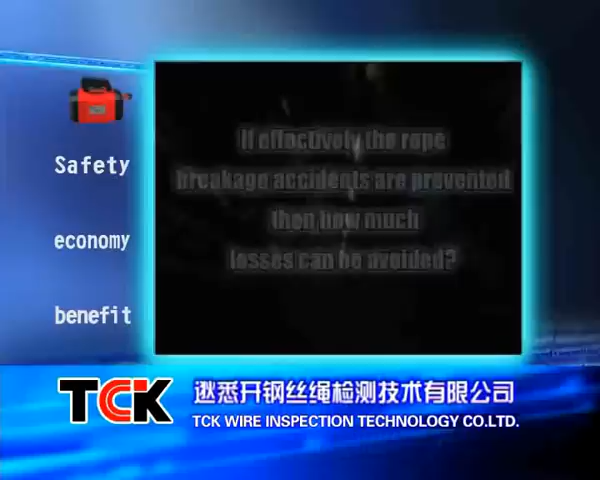 If effectively the rope
breakage accidents are prevented
then how much
losses can be avoided?
Safety
economy
benefit
TCK
逖悉开钢丝绳检测技术有限公司
TCK WIRE INSPECTION TECHNOLOGY CO.LTD.